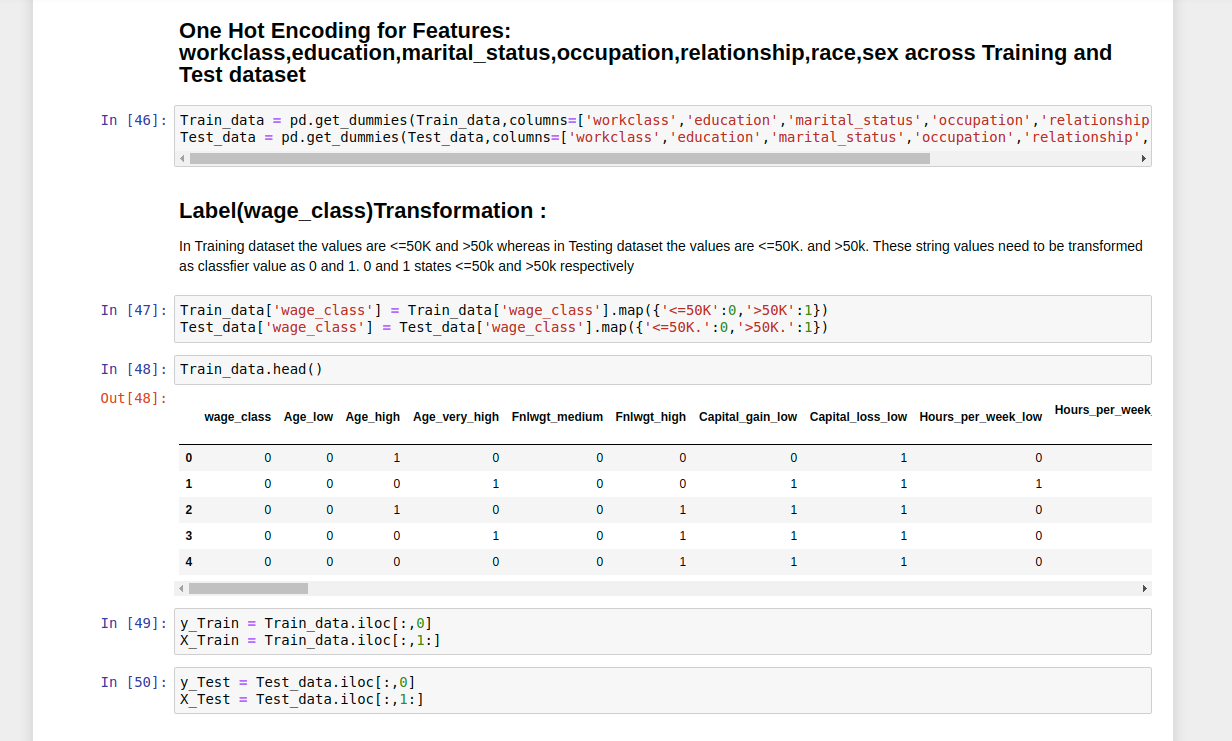 One Hot Encoding for Features:
workclass,education,marital_status,occupation,relationship,race,sex across Training and
Test dataset
In [46]: Train_data = pd.get_dummies(Train_data,columns=['workclass','education','marital_status','occupation','relationship
Test_data = pd.get_dummies(Test_data,columns=['workclass','education','marital_status','occupation','relationship',
Label(wage_class)Transformation :
In Training dataset the values are <=50K and >50k whereas in Testing dataset the values are <=50K. and >50k. These string values need to be transformed
as classfier value as 0 and 1. 0 and 1 states <=50k and >50k respectively
In [47]: Train_data['wage_class'] = Train_data['wage_class'].map({'<=50K':0,'>50K':1})
Test_data['wage_class'] = Test_data['wage_class'].map({'<=50K.':0,'>50K.':1})
In [48]: Train_data.head()
Out[48]:
wage_class Age_low Age_high Age_very_high Fnlwgt_medium Fnlwgt_high Capital_gain_low Capital_loss_low Hours_per_week_low Hours_per_week
0 0 0 1 0 0 0 0 1 0
1 0 0 0 1 0 0 1 1 1
2 0 0 1 0 0 1 1 1 0
3 0 0 0 1 0 1 1 1 0
4 0 0 0 0 0 1 1 1 0
In [49]: y_Train = Train_data.iloc[:,0]
X_Train = Train_data.iloc[:,1:]
In [50]: y_Test = Test_data.iloc[:,0]
X_Test = Test_data.iloc[:,1:]